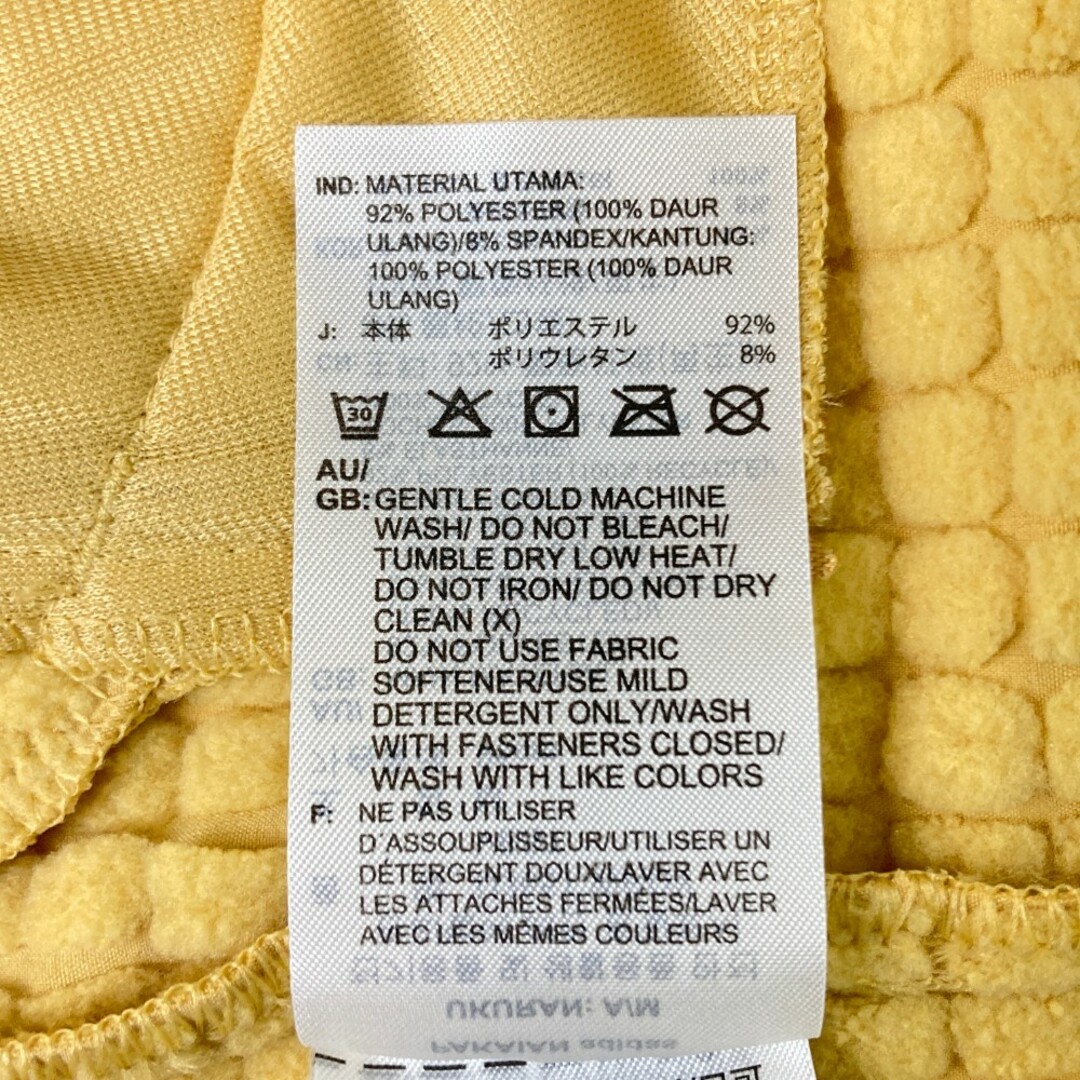 IND: MATERIAL UTAMA:
92% POLYESTER (100% DAUR
ULANG)/8% SPANDEX/KANTUNG:
100% POLYESTER (100% DAUR
ULANG)
J: 本体 ポリエステル 92%
ポリウレタン 8%
30
AU/
GB: GENTLE COLD MACHINE
WASH/ DO NOT BLEACH/
TUMBLE DRY LOW HEAT/
DO NOT IRON/ DO NOT DRY
CLEAN (X)
DO NOT USE FABRIC
SOFTENER/USE MILD
DETERGENT ONLY/WASH
WITH FASTENERS CLOSED/
WASH WITH LIKE COLORS
F: NE PAS UTILISER
D´ASSOUPLISSEUR/UTILISER UN
DÉTERGENT DOUX/LAVER AVEC
LES ATTACHES FERMÉES/LAVER
AVEC LES MÊMES COULEURS
UKURAN: A/M
PAKAIAN adidas